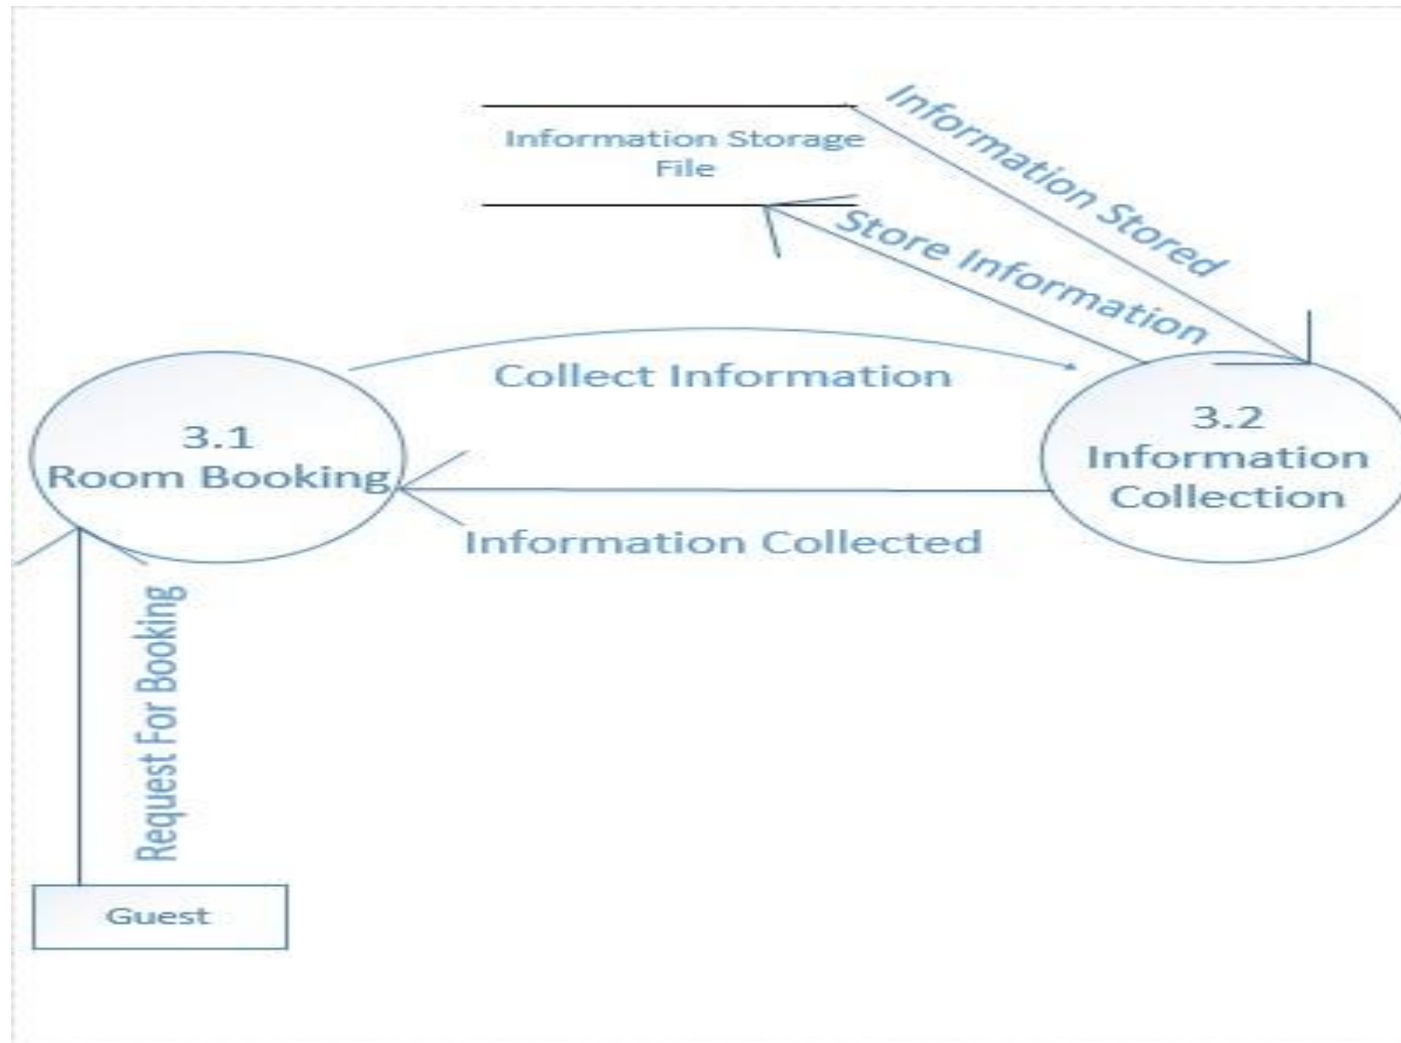 Information Storage
File
Information Stored
Store Information
Collect Information
3.1
Room Booking
3.2
Information
Collection
Information Collected
Request For Booking
Guest